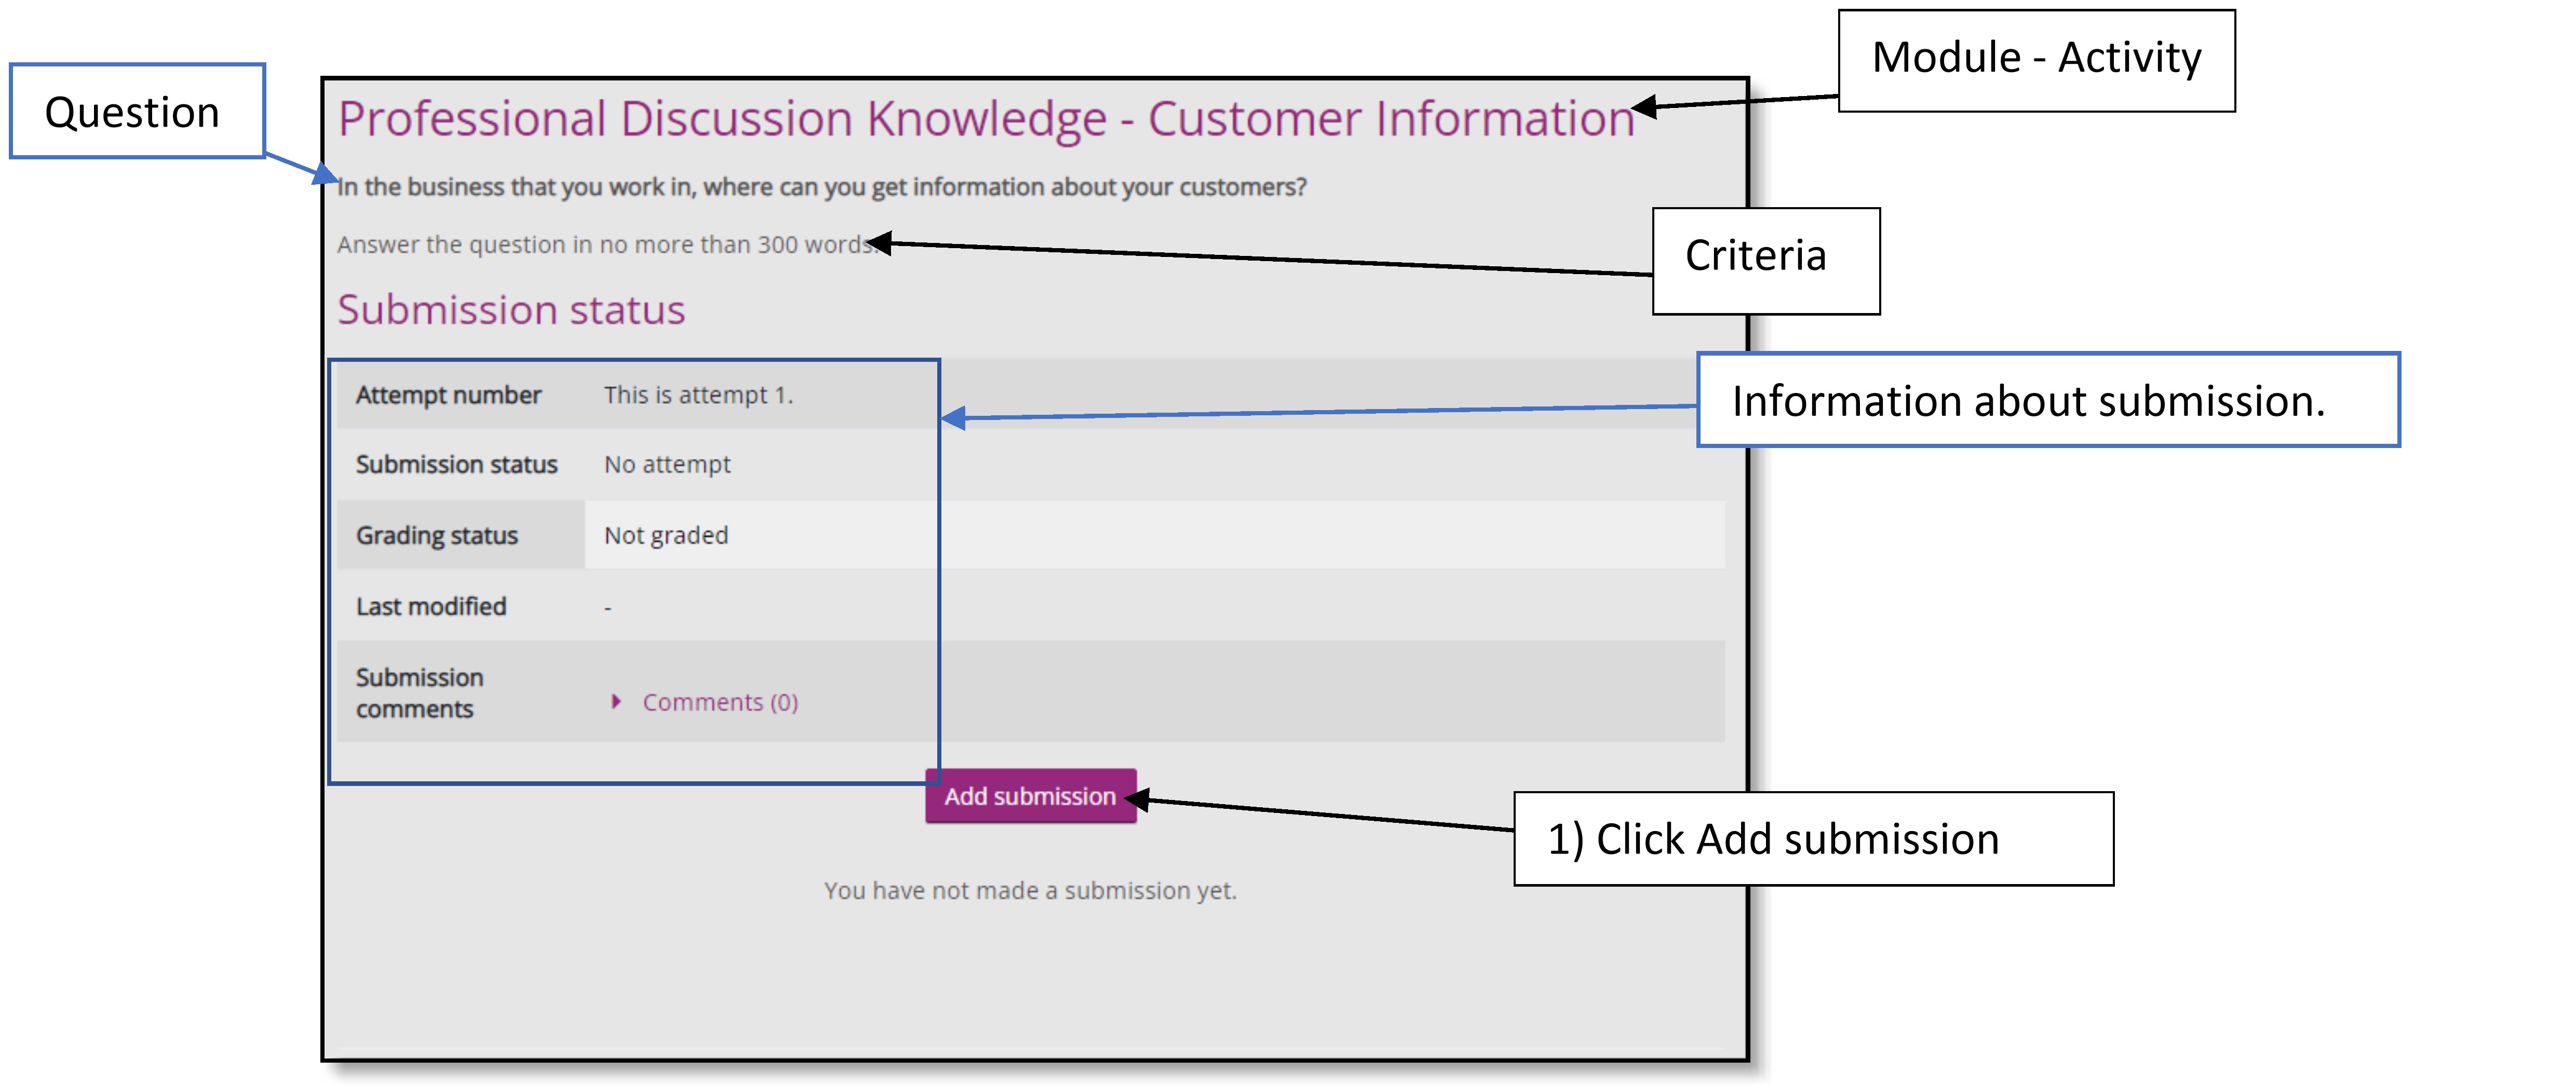 Module - Activity
Question
Professional Discussion Knowledge - Customer Information
In the business that you work in, where can you get information about your customers?
Answer the question in no more than 300 words.
Criteria
Submission status
Information about submission.
Attempt number This is attempt 1.
Submission status No attempt
Grading status Not graded
Last modified -
Submission
comments
Comments (0)
Add submission
1) Click Add submission
You have not made a submission yet.